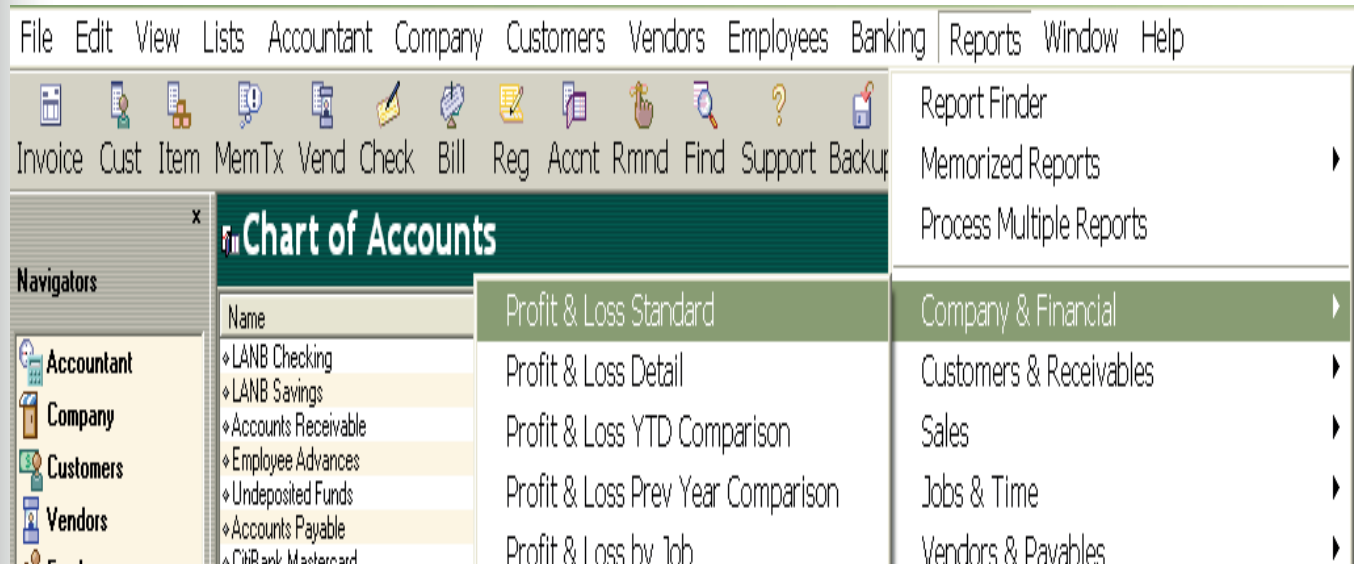 File Edit View Lists Accountant Company Customers Vendors Employees Banking Reports Window Help
Invoice Cust Item MemTx Vend Check Bill Reg Accnt Rmnd Find Support Backup
Report Finder
Memorized Reports
Process Multiple Reports
Company & Financial
Customers & Receivables
Sales
Jobs & Time
Vendors & Payables
Profit & Loss Standard
Profit & Loss Detail
Profit & Loss YTD Comparison
Profit & Loss Prev Year Comparison
Profit & Loss by Job
x
Navigators
Accountant
Company
Customers
Vendors
Chart of Accounts
Name
LANB Checking
LANB Savings
Accounts Receivable
Employee Advances
Undeposited Funds
Accounts Payable
CitiBank Mastercard